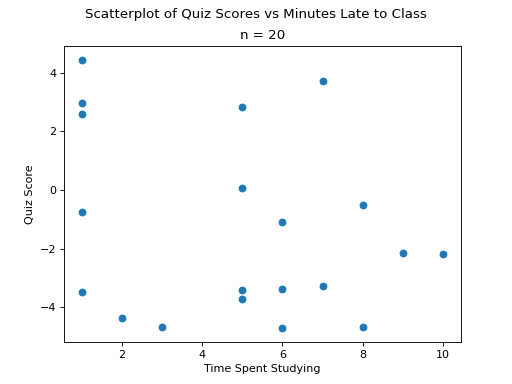 Scatterplot of Quiz Scores vs Minutes Late to Class
n = 20
4
2
0
−2
−4
Quiz Score
2 4 6 8 10
Time Spent Studying